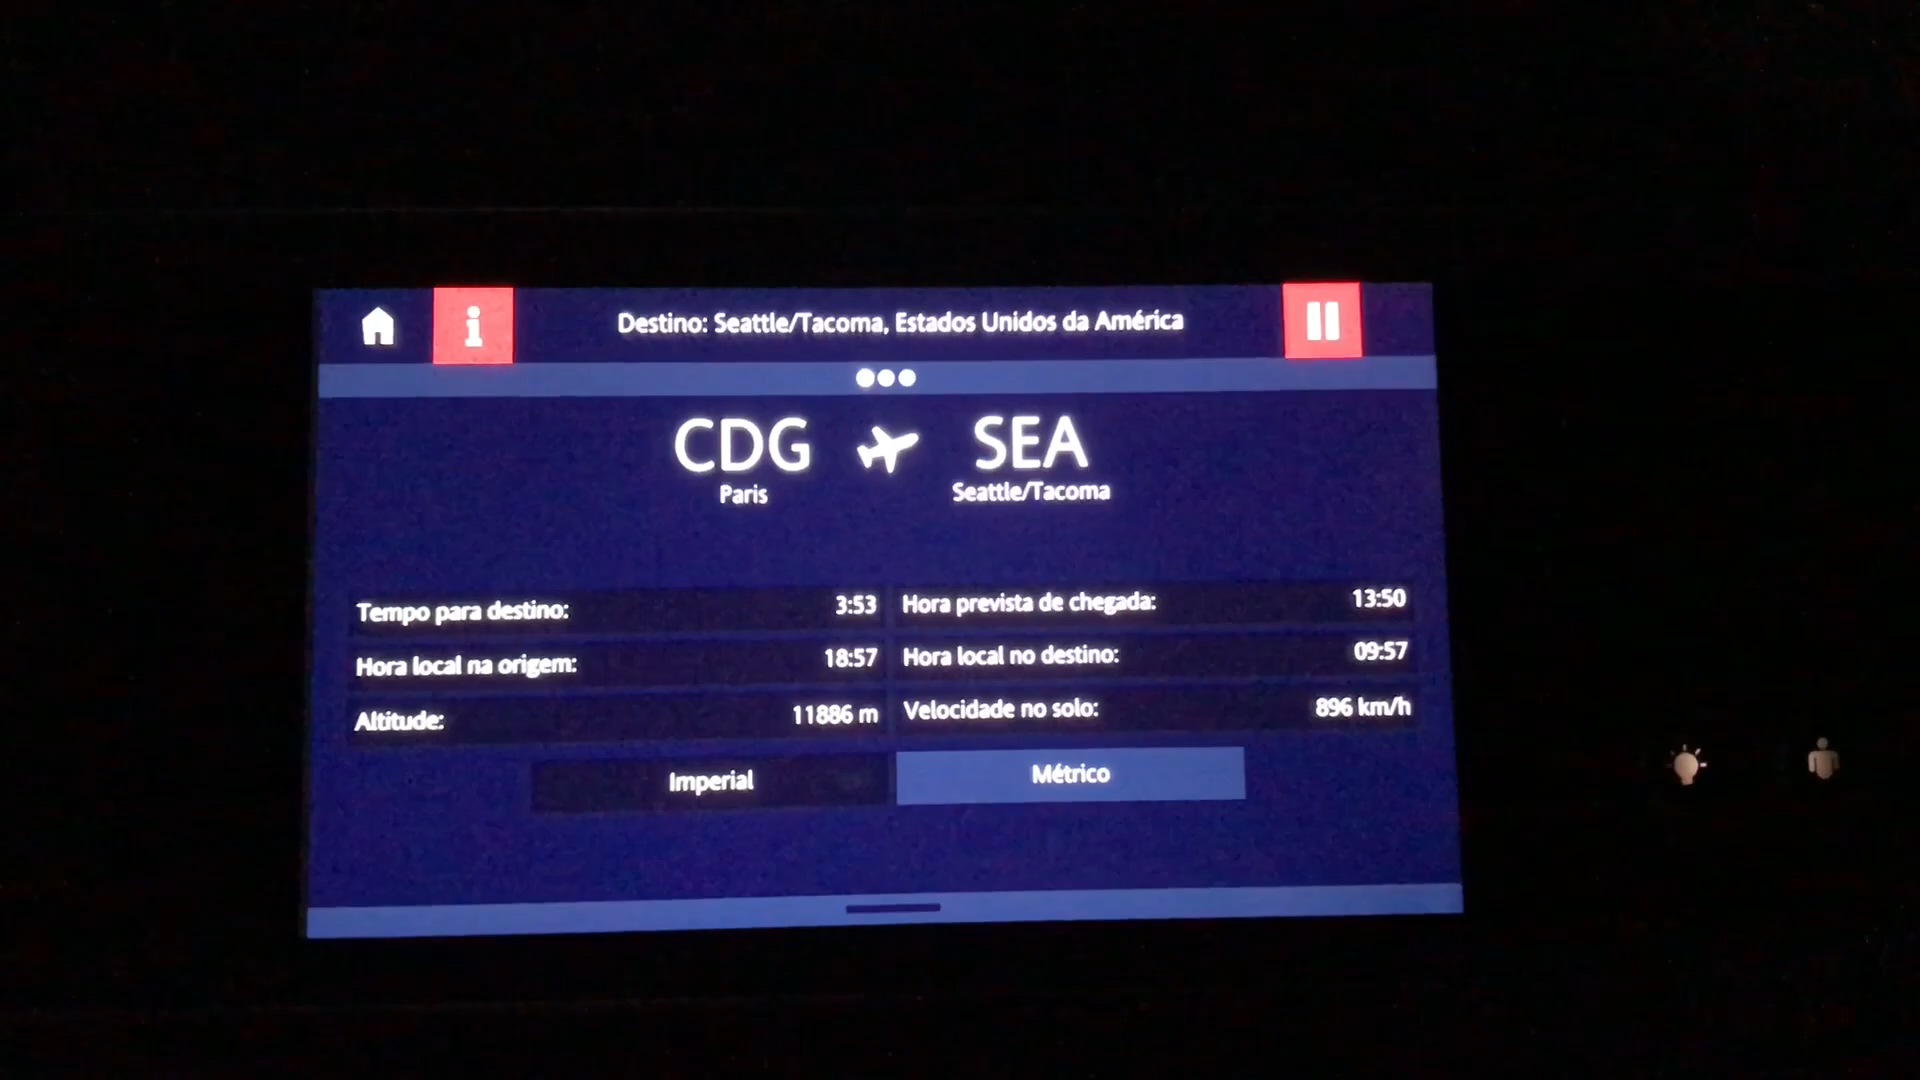 Destino: Seattle/Tacoma, Estados Unidos da América
CDG SEA
Paris Seattle/Tacoma
Tempo para destino: 3:53 Hora prevista de chegada: 13:50
Hora local na origem: 18:57 Hora local no destino: 09:57
Altitude: 11886 m Velocidade no solo: 896 km/h
Imperial Métrico